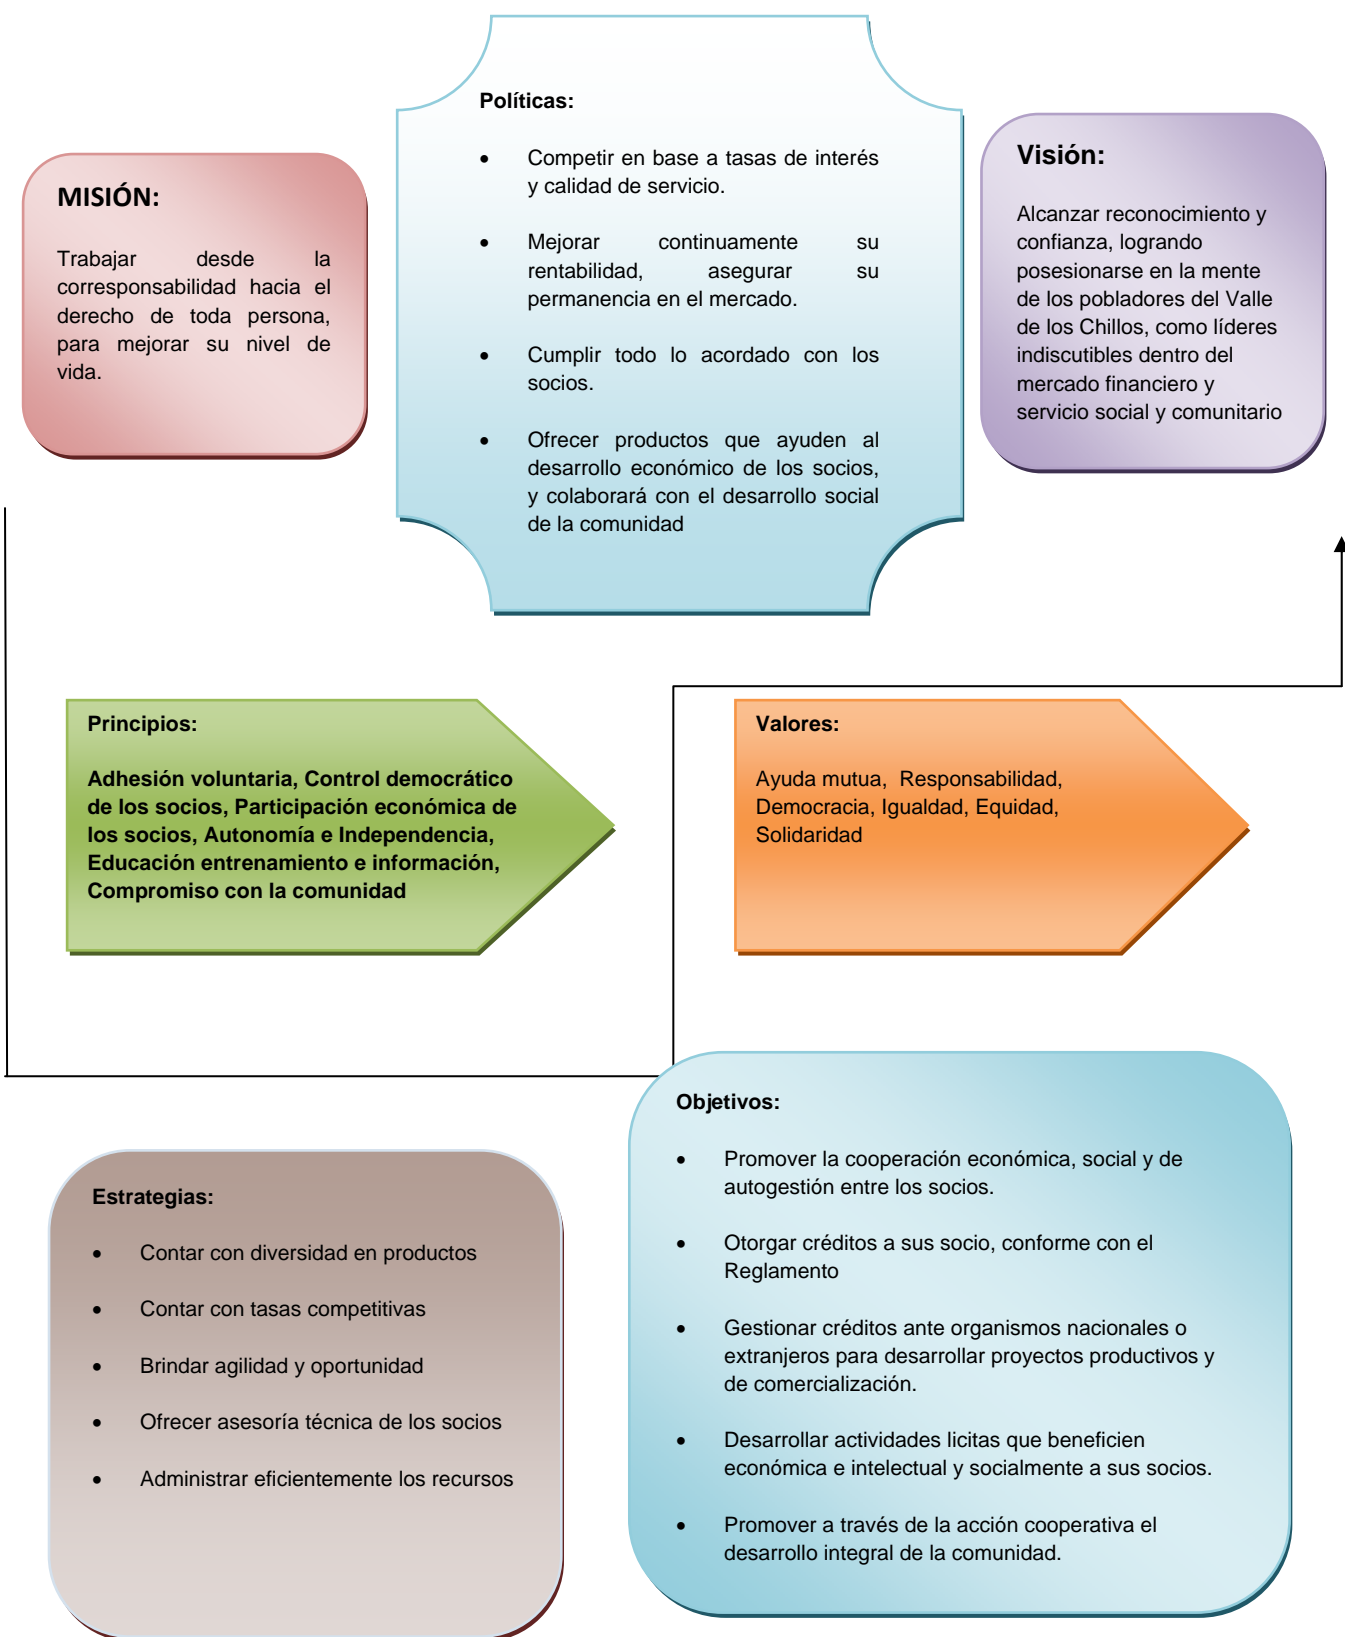 MISIÓN:
Trabajar desde la
corresponsabilidad hacia el
derecho de toda persona,
para mejorar su nivel de
vida.
Políticas:
• Competir en base a tasas de interés
y calidad de servicio.
• Mejorar continuamente su
rentabilidad, asegurar su
permanencia en el mercado.
• Cumplir todo lo acordado con los
socios.
• Ofrecer productos que ayuden al
desarrollo económico de los socios,
y colaborará con el desarrollo social
de la comunidad
Visión:
Alcanzar reconocimiento y
confianza, logrando
posesionarse en la mente
de los pobladores del Valle
de los Chillos, como líderes
indiscutibles dentro del
mercado financiero y
servicio social y comunitario
Principios:
Adhesión voluntaria, Control democrático
de los socios, Participación económica de
los socios, Autonomía e Independencia,
Educación entrenamiento e información,
Compromiso con la comunidad
Valores:
Ayuda mutua, Responsabilidad,
Democracia, Igualdad, Equidad,
Solidaridad
Estrategias:
• Contar con diversidad en productos
• Contar con tasas competitivas
• Brindar agilidad y oportunidad
• Ofrecer asesoría técnica de los socios
• Administrar eficientemente los recursos
Objetivos:
• Promover la cooperación económica, social y de
autogestión entre los socios.
• Otorgar créditos a sus socio, conforme con el
Reglamento
• Gestionar créditos ante organismos nacionales o
extranjeros para desarrollar proyectos productivos y
de comercialización.
• Desarrollar actividades licitas que beneficien
económica e intelectual y socialmente a sus socios.
• Promover a través de la acción cooperativa el
desarrollo integral de la comunidad.